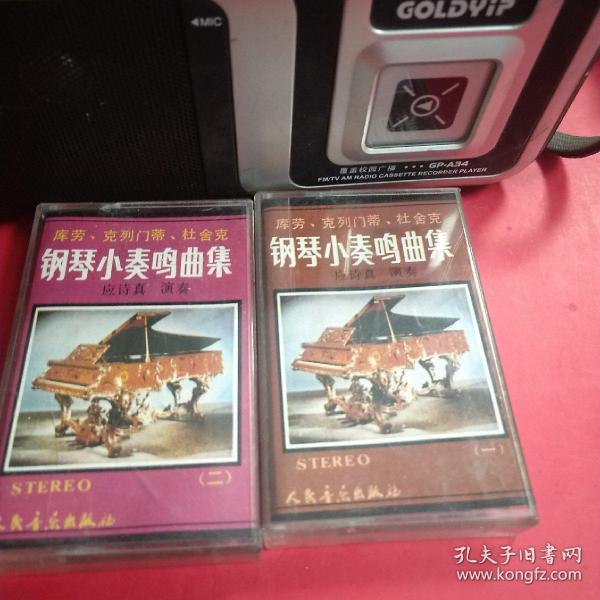 ◀MIC
GOLDYIP
覆盖校园广播 ••• GP-A34
FM/TV AM RADIO CASSETTE RECORDER PLAYER
库劳、克列门蒂、杜舍克
钢琴小奏鸣曲集
应诗真 演奏
STEREO
(二)
人民音乐出版社
库劳、克列门蒂、杜舍克
钢琴小奏鸣曲集
应诗真 演奏
STEREO
(一)
人民音乐出版社
孔夫子旧书网
www.kongfz.com